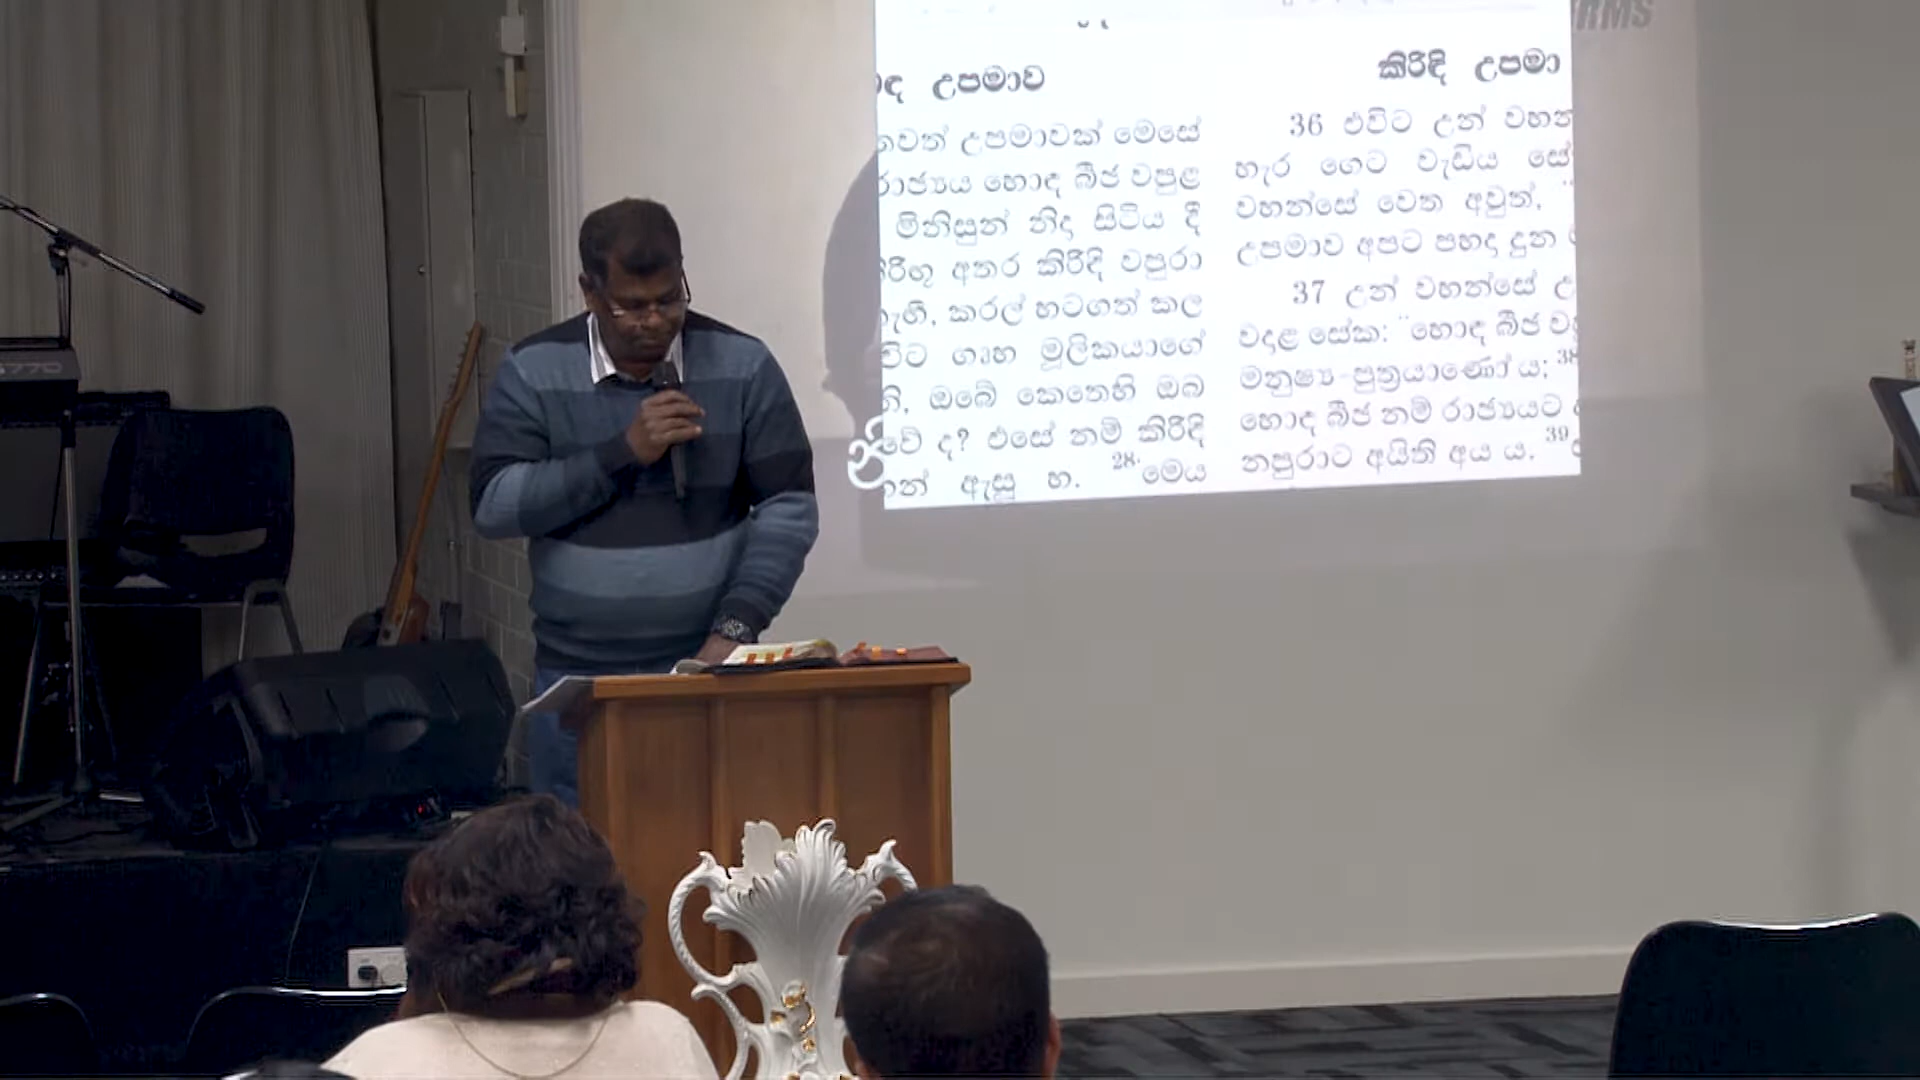 උපමාව
උපමාවක් මෙසේ
රාජ්‍යය හොඳ බීජ වපුළ
මිනිසුන් නිදා සිටිය දී
අතර කිරිඳි වපුරා
කරල් හටගත් කල
විට ගෘහ මූලිකයාගේ
ඔබේ කෙතෙහි ඔබ
ද? එසේ නම් කිරිඳි
ඇසූ හ. 28 මෙය
කිරිඳි උපමා
36 එවිට උන් වහන්
හැර ගෙට වැඩිය සේ
වහන්සේ වෙත අවුන්, "
උපමාව අපට පහදා දුන
37 උන් වහන්සේ උ
වදාළ සේක: "හොඳ බීජ
මනුෂ්‍ය-පුත්‍රයාණෝ ය; 38
හොඳ බීජ නම් රාජ්‍යයට
නපුරාට අයිති අය ය. 39
770